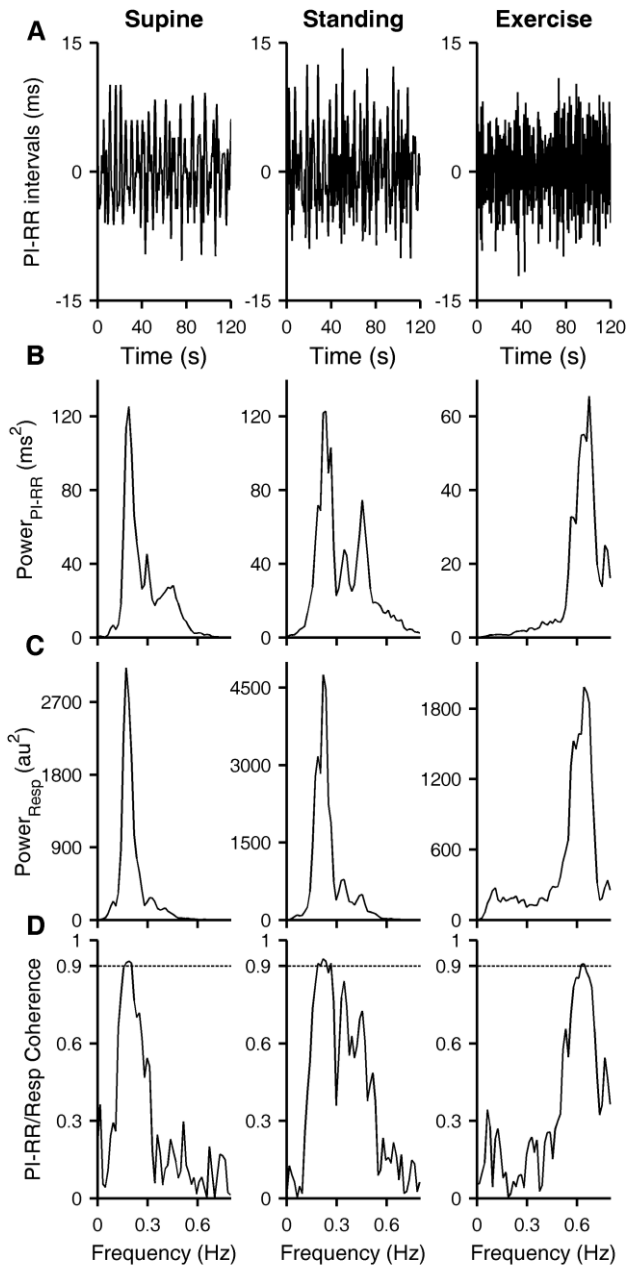 A
Supine
Standing
Exercise
PI-RR intervals (ms)
15
0
-15
0 40 80 120
Time (s)
15
0
-15
0 40 80 120
Time (s)
15
0
-15
0 40 80 120
Time (s)
B
Power PI-RR (ms²)
120
80
40
0
120
80
40
0
60
40
20
0
C
Power Resp (au²)
2700
1800
900
0
4500
3000
1500
0
1800
1200
600
0
D
PI-RR/Resp Coherence
1
0.9
0.6
0.3
0
0 0.3 0.6
Frequency (Hz)
1
0.9
0.6
0.3
0
0 0.3 0.6
Frequency (Hz)
1
0.9
0.6
0.3
0
0 0.3 0.6
Frequency (Hz)